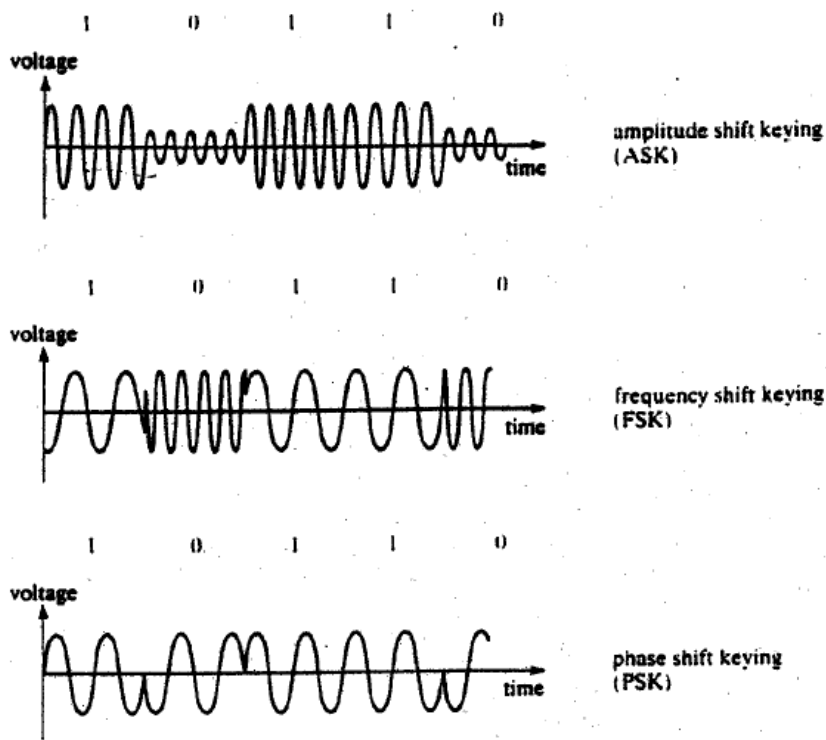 1 0 1 1 0
voltage
time
amplitude shift keying
(ASK)
1 0 1 1 0
voltage
time
frequency shift keying
(FSK)
1 0 1 1 0
voltage
time
phase shift keying
(PSK)